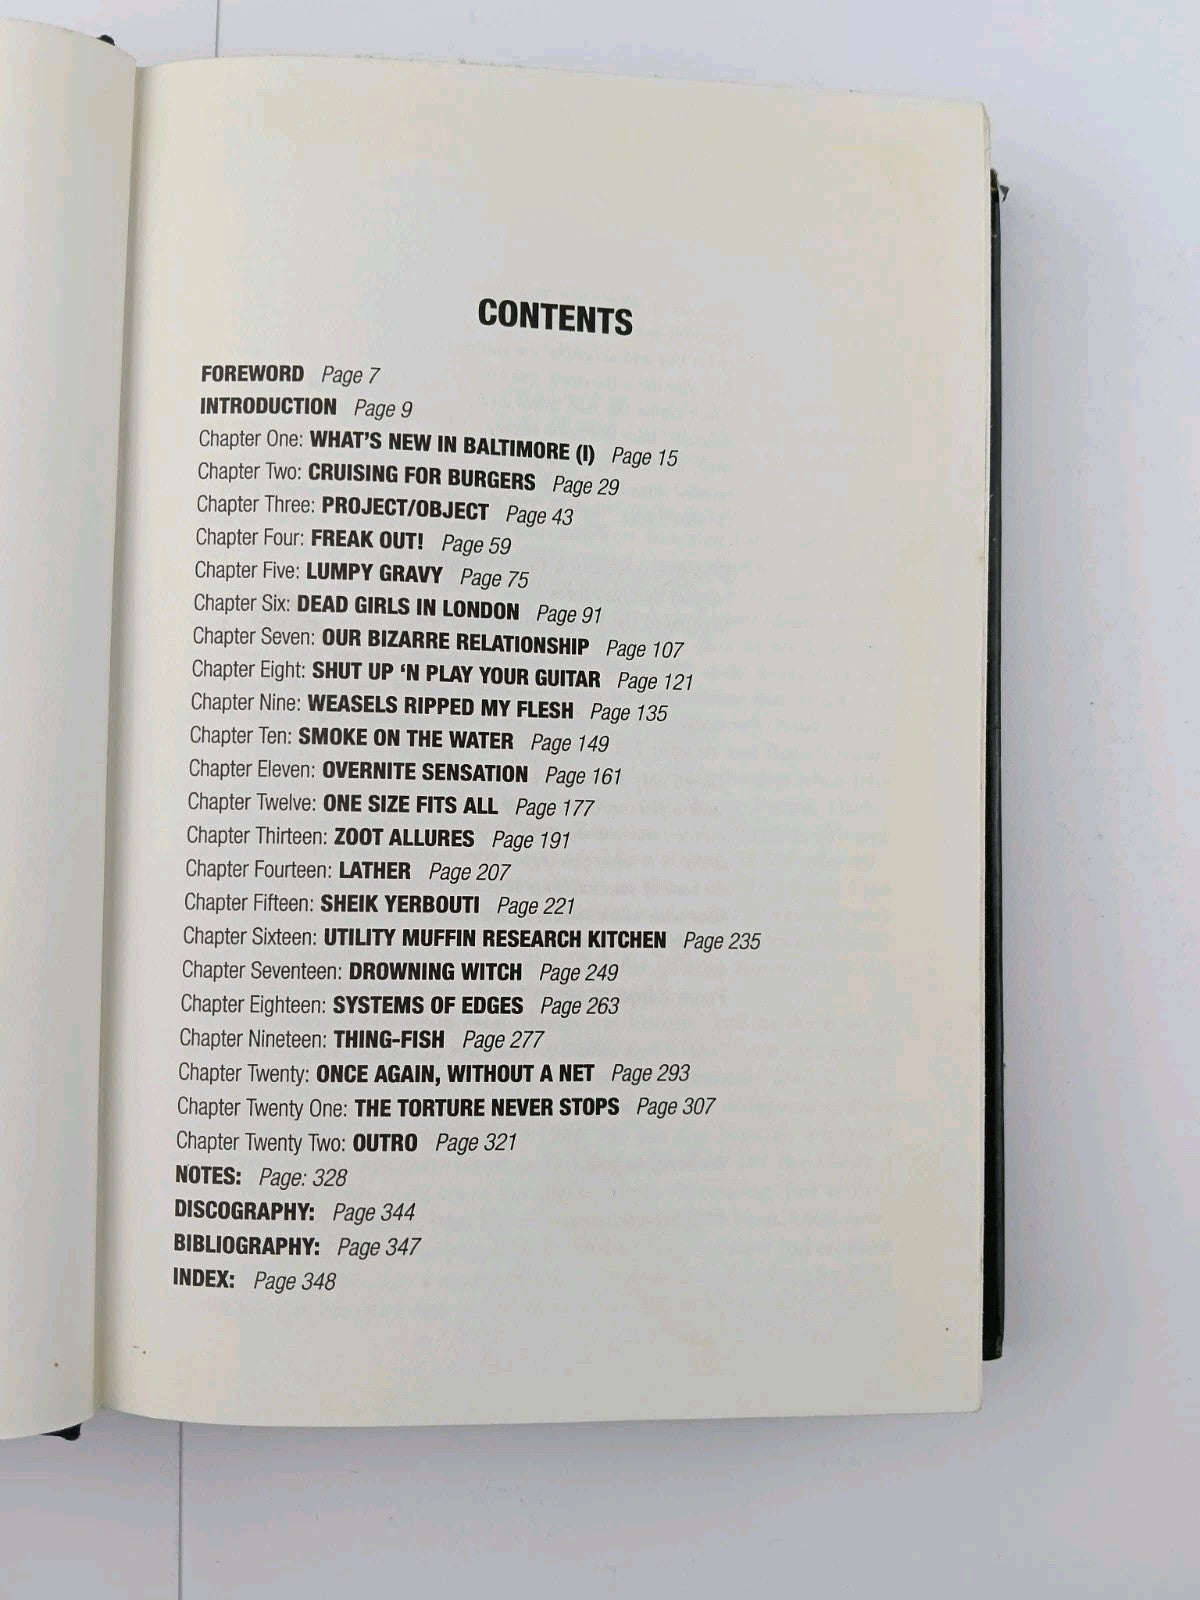 CONTENTS
FOREWORD Page 7
INTRODUCTION Page 9
Chapter One: WHAT'S NEW IN BALTIMORE (I) Page 15
Chapter Two: CRUISING FOR BURGERS Page 29
Chapter Three: PROJECT/OBJECT Page 43
Chapter Four: FREAK OUT! Page 59
Chapter Five: LUMPY GRAVY Page 75
Chapter Six: DEAD GIRLS IN LONDON Page 91
Chapter Seven: OUR BIZARRE RELATIONSHIP Page 107
Chapter Eight: SHUT UP ‘N PLAY YOUR GUITAR Page 121
Chapter Nine: WEASELS RIPPED MY FLESH Page 135
Chapter Ten: SMOKE ON THE WATER Page 149
Chapter Eleven: OVERNITE SENSATION Page 161
Chapter Twelve: ONE SIZE FITS ALL Page 177
Chapter Thirteen: ZOOT ALLURES Page 191
Chapter Fourteen: LATHER Page 207
Chapter Fifteen: SHEIK YERBOUTI Page 221
Chapter Sixteen: UTILITY MUFFIN RESEARCH KITCHEN Page 235
Chapter Seventeen: DROWNING WITCH Page 249
Chapter Eighteen: SYSTEMS OF EDGES Page 263
Chapter Nineteen: THING-FISH Page 277
Chapter Twenty: ONCE AGAIN, WITHOUT A NET Page 293
Chapter Twenty One: THE TORTURE NEVER STOPS Page 307
Chapter Twenty Two: OUTRO Page 321
NOTES: Page: 328
DISCOGRAPHY: Page 344
BIBLIOGRAPHY: Page 347
INDEX: Page 348